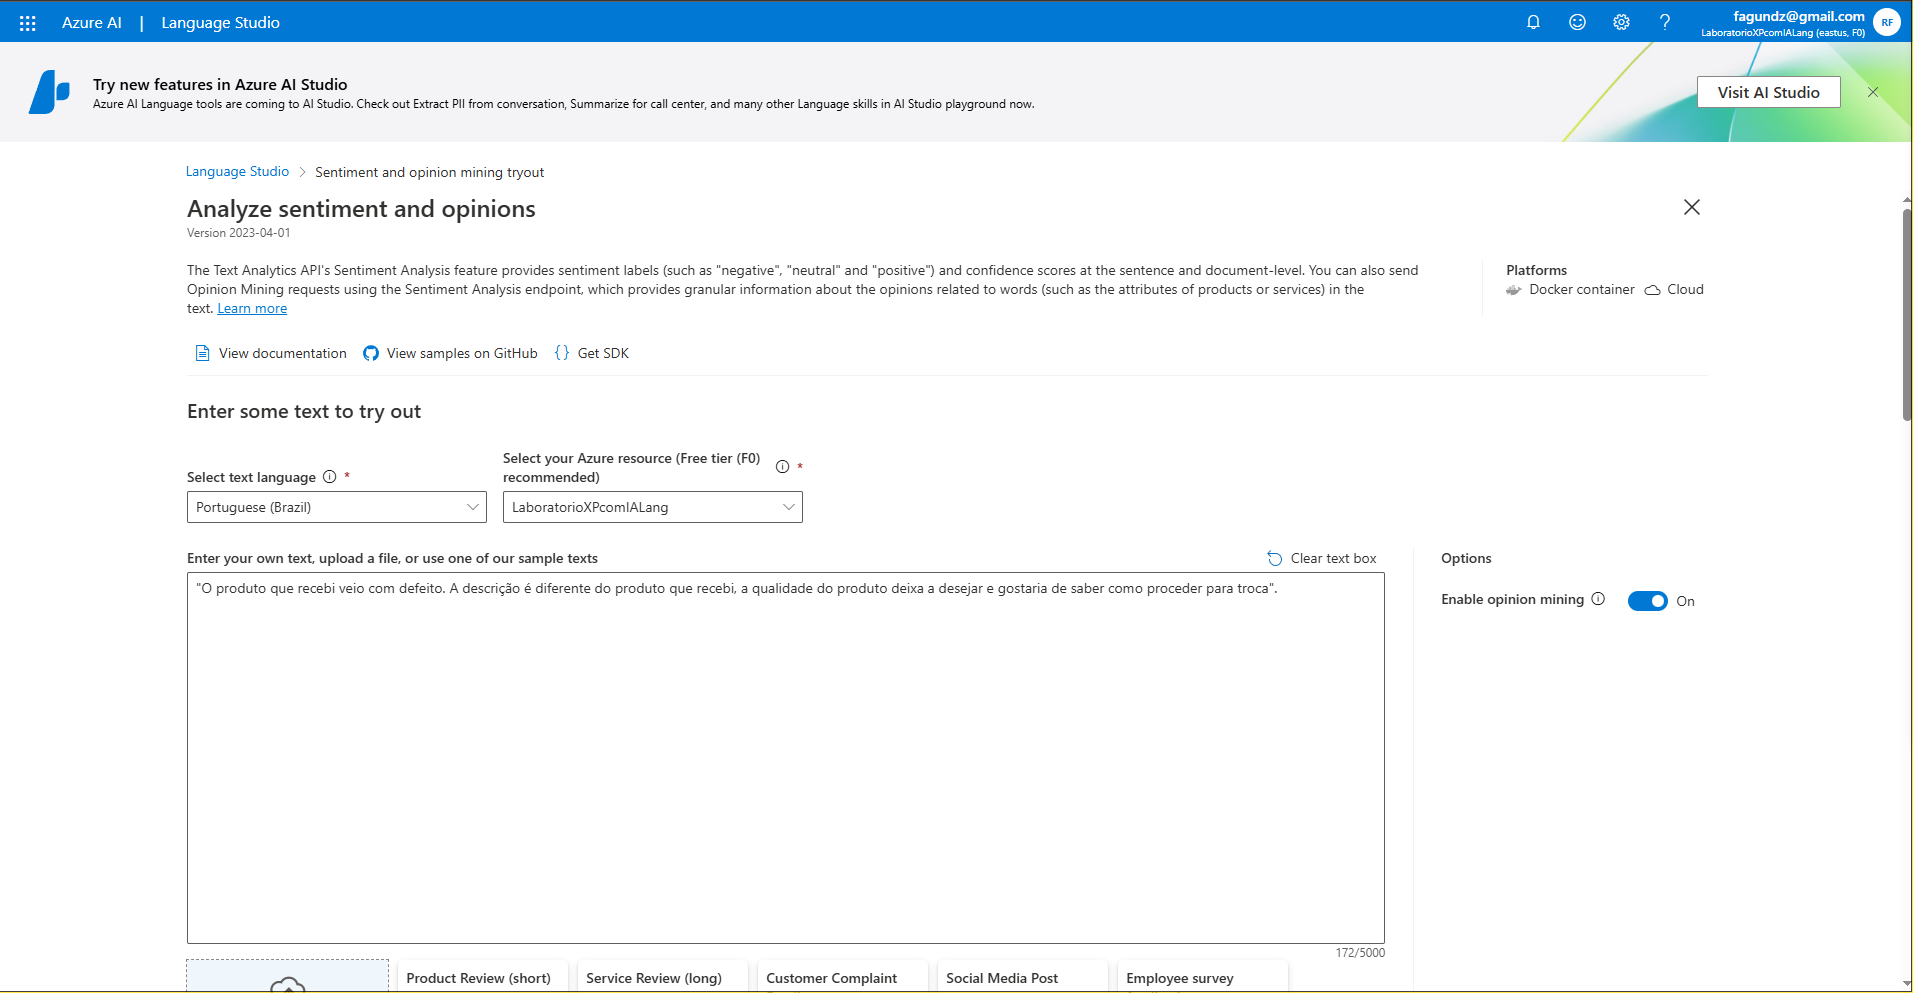 Azure AI | Language Studio
fagundz@gmail.com
LaboratorioXPcomIALang (eastus, F0)
RF
Try new features in Azure AI Studio
Azure AI Language tools are coming to AI Studio. Check out Extract PII from conversation, Summarize for call center, and many other Language skills in AI Studio playground now.
Visit AI Studio
Language Studio > Sentiment and opinion mining tryout
Analyze sentiment and opinions
Version 2023-04-01
The Text Analytics API's Sentiment Analysis feature provides sentiment labels (such as "negative", "neutral" and "positive") and confidence scores at the sentence and document-level. You can also send
Opinion Mining requests using the Sentiment Analysis endpoint, which provides granular information about the opinions related to words (such as the attributes of products or services) in the
text. Learn more
Platforms
Docker container Cloud
View documentation View samples on GitHub {} Get SDK
Enter some text to try out
Select text language *
Portuguese (Brazil)
Select your Azure resource (Free tier (F0)
recommended) *
LaboratorioXPcomIALang
Enter your own text, upload a file, or use one of our sample texts
Clear text box
"O produto que recebi veio com defeito. A descrição é diferente do produto que recebi, a qualidade do produto deixa a desejar e gostaria de saber como proceder para troca".
172/5000
Options
Enable opinion mining On
Product Review (short)
Service Review (long)
Customer Complaint
Social Media Post
Employee survey